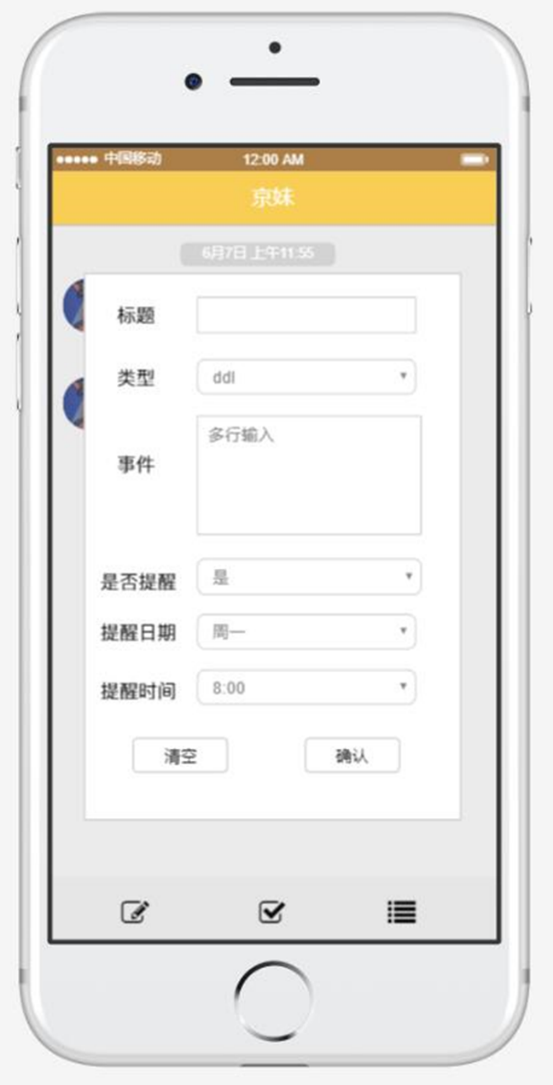 中国移动 12:00 AM
京妹
6月7日 上午11:55
标题
类型 ddl
事件 多行输入
是否提醒 是
提醒日期 周一
提醒时间 8:00
清空 确认